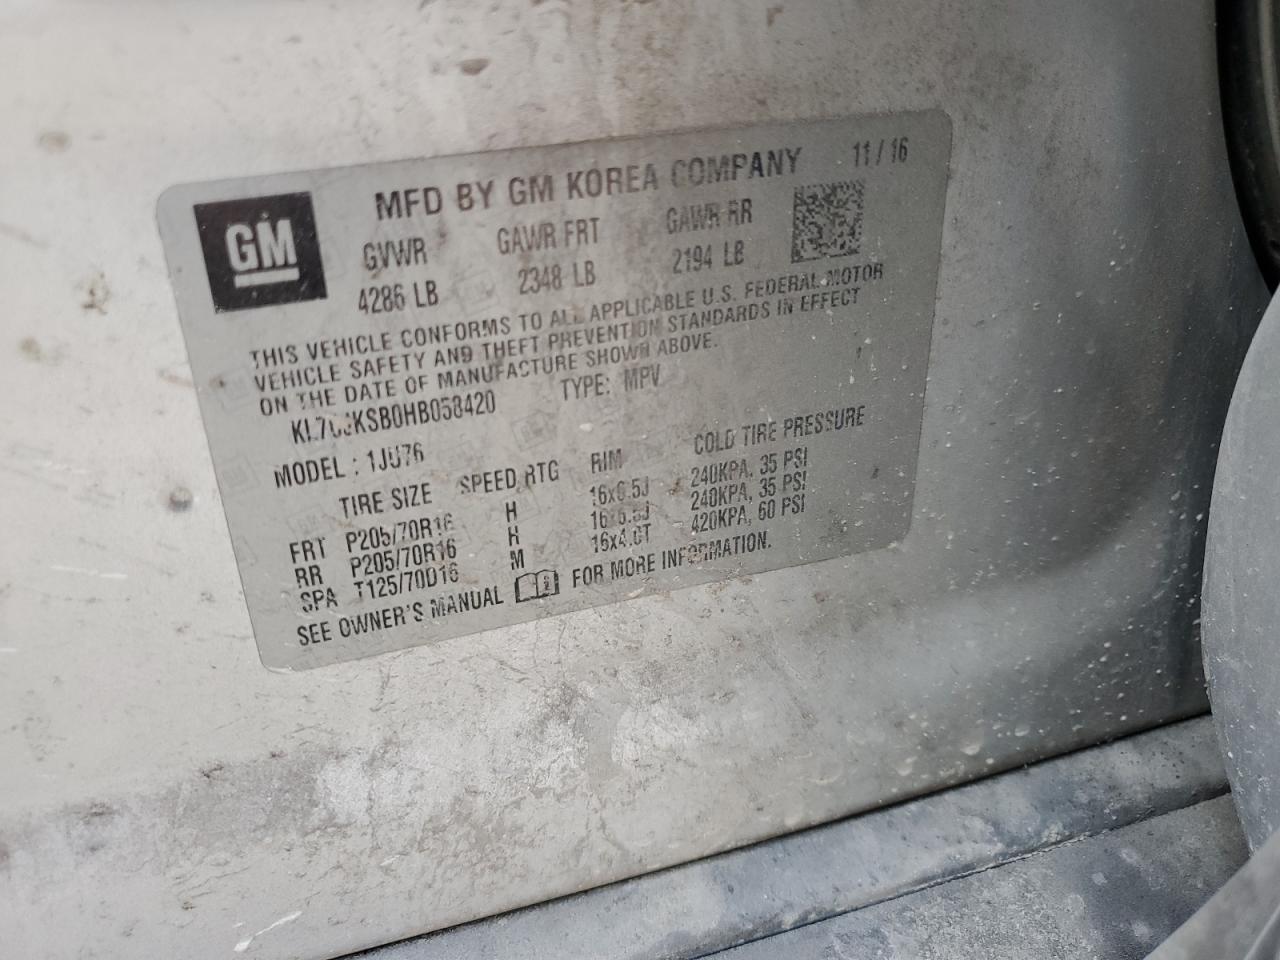 GM
MFD BY GM KOREA COMPANY 11 / 16
GVWR GAWR FRT GAWR RR
4286 LB 2348 LB 2194 LB
THIS VEHICLE CONFORMS TO ALL APPLICABLE U.S. FEDERAL MOTOR
VEHICLE SAFETY AND THEFT PREVENTION STANDARDS IN EFFECT
ON THE DATE OF MANUFACTURE SHOWN ABOVE.
TYPE: MPV
MODEL : 1JU76
TIRE SIZE SPEED RTG RIM COLD TIRE PRESSURE
FRT P205/70R16 H 16x6.5J 240KPA, 35 PSI
RR P205/70R16 H 16x6.5J 240KPA, 35 PSI
SPA T125/70D16 M 16x4.0T 420KPA, 60 PSI
SEE OWNER'S MANUAL FOR MORE INFORMATION.